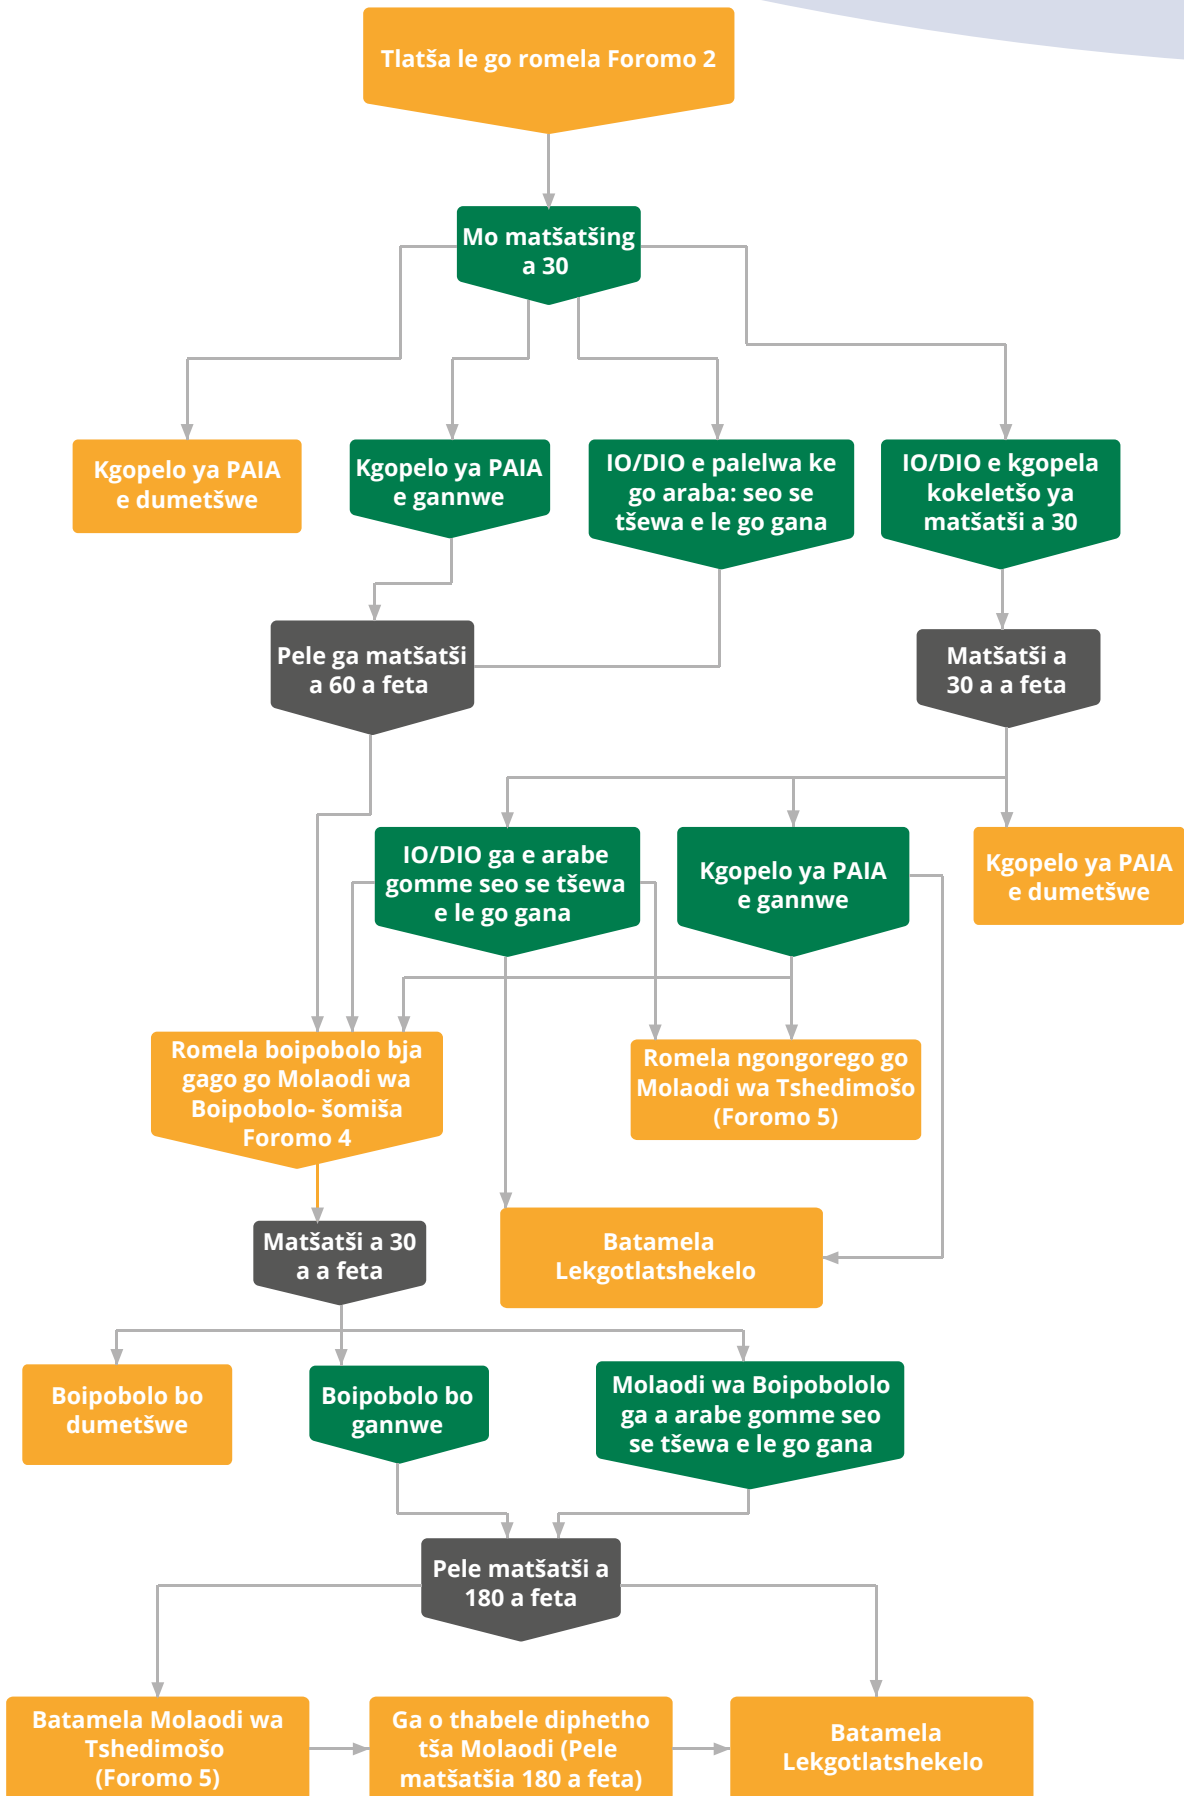 Tlatša le go romela Foromo 2
Mo matšatšing
a 30
Kgopelo ya PAIA
e dumetšwe
Kgopelo ya PAIA
e gannwe
IO/DIO e palelwa ke
go araba: seo se
tšewa e le go gana
IO/DIO e kgopela
kokeletšo ya
matšatši a 30
Pele ga matšatši
a 60 a feta
Matšatši a
30 a a feta
IO/DIO ga e arabe
gomme seo se tšewa
e le go gana
Kgopelo ya PAIA
e gannwe
Kgopelo ya PAIA
e dumetšwe
Romela boipobolo bja
gago go Molaodi wa
Boipobolo- šomiša
Foromo 4
Romela ngongorego go
Molaodi wa Tshedimošo
(Foromo 5)
Matšatši a 30
a a feta
Batamela
Lekgotlatshekelo
Boipobolo bo
dumetšwe
Boipobolo bo
gannwe
Molaodi wa Boipobololo
ga a arabe gomme seo
se tšewa e le go gana
Pele matšatši a
180 a feta
Batamela Molaodi wa
Tshedimošo
(Foromo 5)
Ga o thabele diphetho
tša Molaodi (Pele
matšatšia 180 a feta)
Batamela
Lekgotlatshekelo